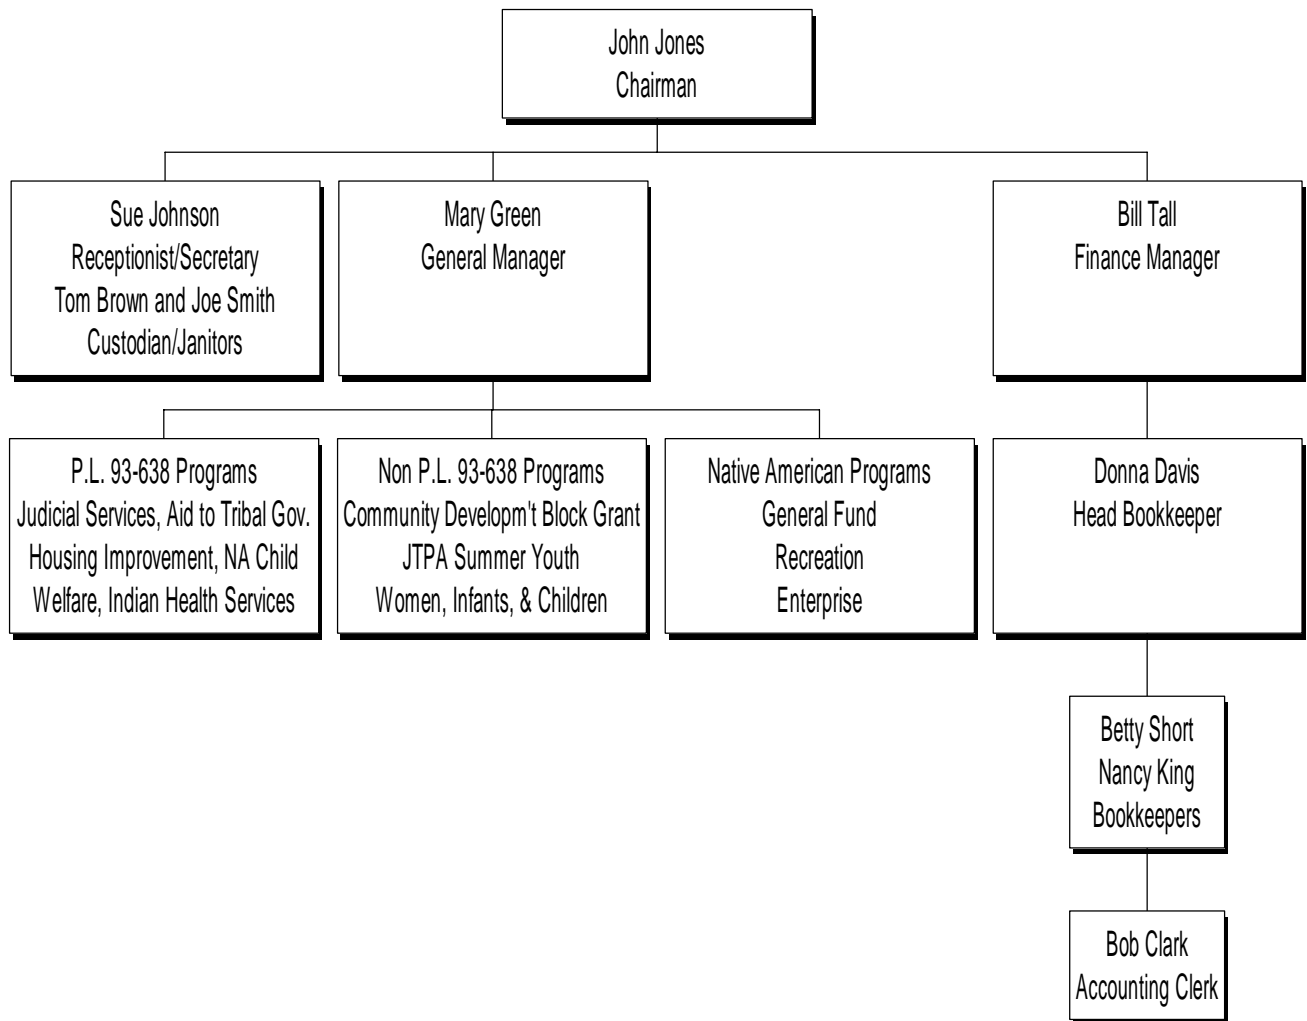 John Jones
Chairman
Sue Johnson
Receptionist/Secretary
Tom Brown and Joe Smith
Custodian/Janitors
Mary Green
General Manager
Bill Tall
Finance Manager
P.L. 93-638 Programs
Judicial Services, Aid to Tribal Gov.
Housing Improvement, NA Child
Welfare, Indian Health Services
Non P.L. 93-638 Programs
Community Developm't Block Grant
JTPA Summer Youth
Women, Infants, & Children
Native American Programs
General Fund
Recreation
Enterprise
Donna Davis
Head Bookkeeper
Betty Short
Nancy King
Bookkeepers
Bob Clark
Accounting Clerk